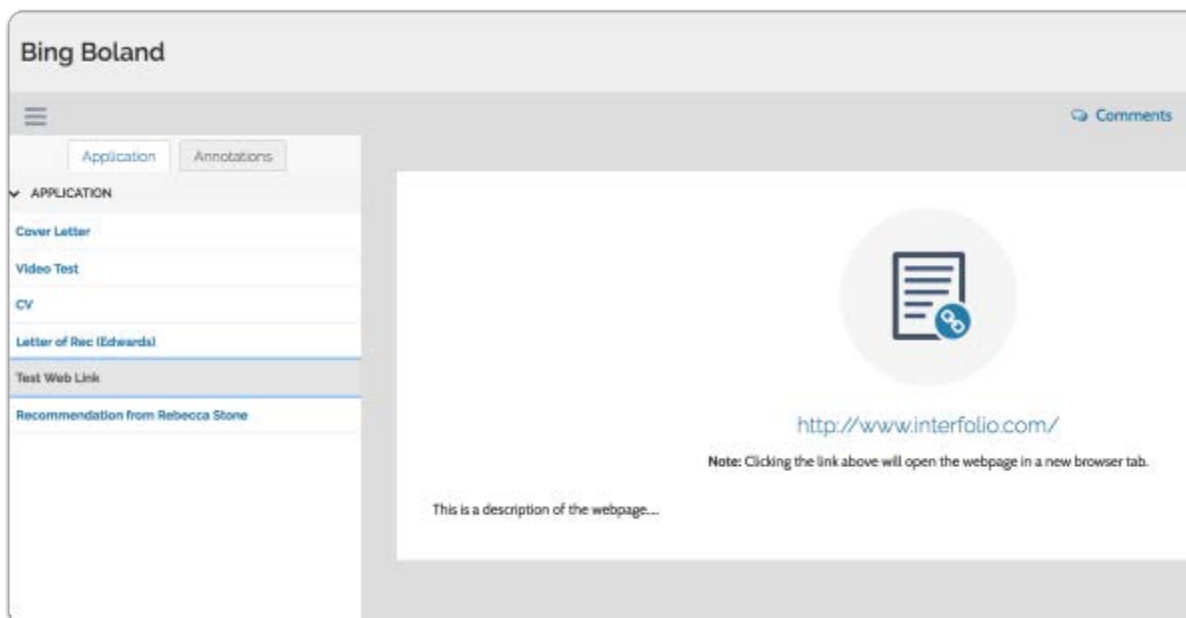 Bing Boland
Comments
Application Annotations
APPLICATION
Cover Letter
Video Test
CV
Letter of Rec (Edwards)
Test Web Link
Recommendation from Rebecca Stone
http://www.interfolio.com/
Note: Clicking the link above will open the webpage in a new browser tab.
This is a description of the webpage....